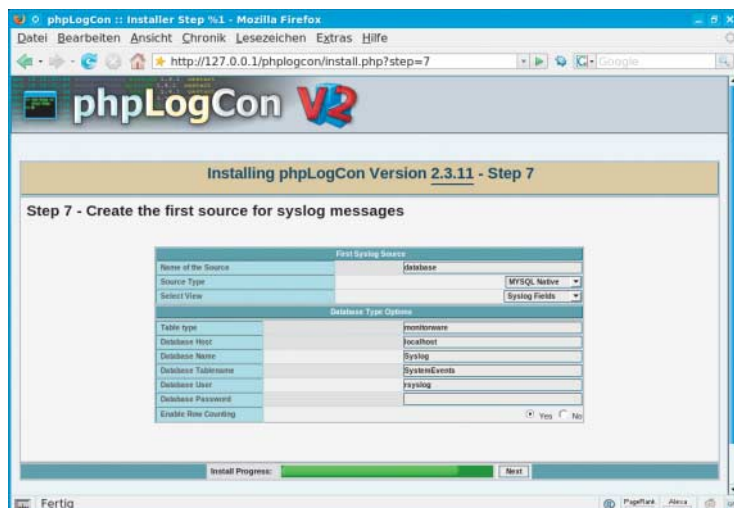 phpLogCon :: Installer Step %1 - Mozilla Firefox
Datei Bearbeiten Ansicht Chronik Lesezeichen Extras Hilfe
http://127.0.0.1/phplogcon/install.php?step=7
Google
phpLogCon V2
Installing phpLogCon Version 2.3.11 - Step 7
Step 7 - Create the first source for syslog messages
First Syslog Source
Name of the Source database
Source Type MYSQL Native
Select View Syslog Fields
Database Type Options
Table type monitorware
Database Host localhost
Database Name Syslog
Database Tablename SystemEvents
Database User rsyslog
Database Password
Enable Row Counting Yes No
Install Progress: Next
Fertig PageRank Alexa